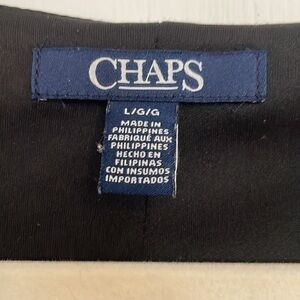 CHAPS
L/G/G
MADE IN
PHILIPPINES
FABRIQUÉ AUX
PHILIPPINES
HECHO EN
FILIPINAS
CON INSUMOS
IMPORTADOS